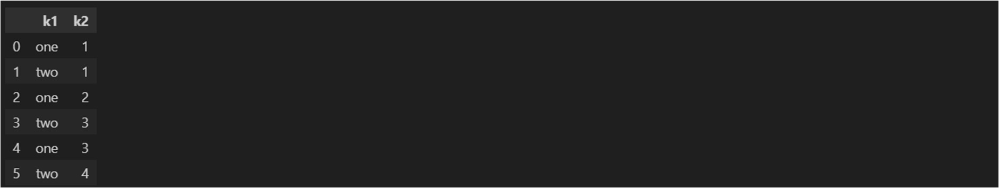 k1 k2
0 one 1
1 two 1
2 one 2
3 two 3
4 one 3
5 two 4